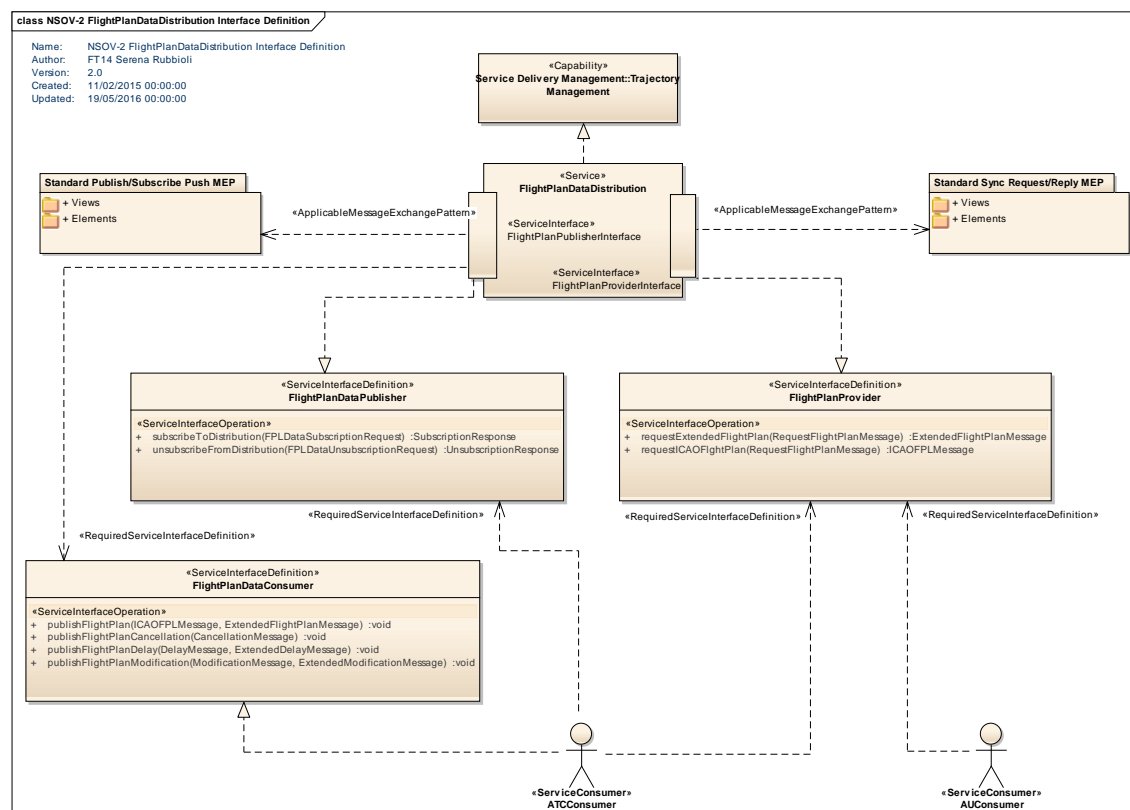 class NSOV-2 FlightPlanDataDistribution Interface Definition
Name: NSOV-2 FlightPlanDataDistribution Interface Definition
Author: FT14 Serena Rubbioli
Version: 2.0
Created: 11/02/2015 00:00:00
Updated: 19/05/2016 00:00:00
«Capability»
Service Delivery Management::Trajectory
Management
Standard Publish/Subscribe Push MEP
+ Views
+ Elements
«ApplicableMessageExchangePattern»
«Service»
FlightPlanDataDistribution
«ServiceInterface»
FlightPlanPublisherInterface
«ServiceInterface»
FlightPlanProviderInterface
«ApplicableMessageExchangePattern»
Standard Sync Request/Reply MEP
+ Views
+ Elements
«ServiceInterfaceDefinition»
FlightPlanDataPublisher
«ServiceInterfaceOperation»
+ subscribeToDistribution(FPLDataSubscriptionRequest) :SubscriptionResponse
+ unsubscribeFromDistribution(FPLDataUnsubscriptionRequest) :UnsubscriptionResponse
«ServiceInterfaceDefinition»
FlightPlanProvider
«ServiceInterfaceOperation»
+ requestExtendedFlightPlan(RequestFlightPlanMessage) :ExtendedFlightPlanMessage
+ requestICAOFlghtPlan(RequestFlightPlanMessage) :ICAOFPLMessage
«RequiredServiceInterfaceDefinition»
«RequiredServiceInterfaceDefinition»
«RequiredServiceInterfaceDefinition»
«RequiredServiceInterfaceDefinition»
«ServiceInterfaceDefinition»
FlightPlanDataConsumer
«ServiceInterfaceOperation»
+ publishFlightPlan(ICAOFPLMessage, ExtendedFlightPlanMessage) :void
+ publishFlightPlanCancellation(CancellationMessage) :void
+ publishFlightPlanDelay(DelayMessage, ExtendedDelayMessage) :void
+ publishFlightPlanModification(ModificationMessage, ExtendedModificationMessage) :void
«ServiceConsumer»
ATCConsumer
«ServiceConsumer»
AUConsumer